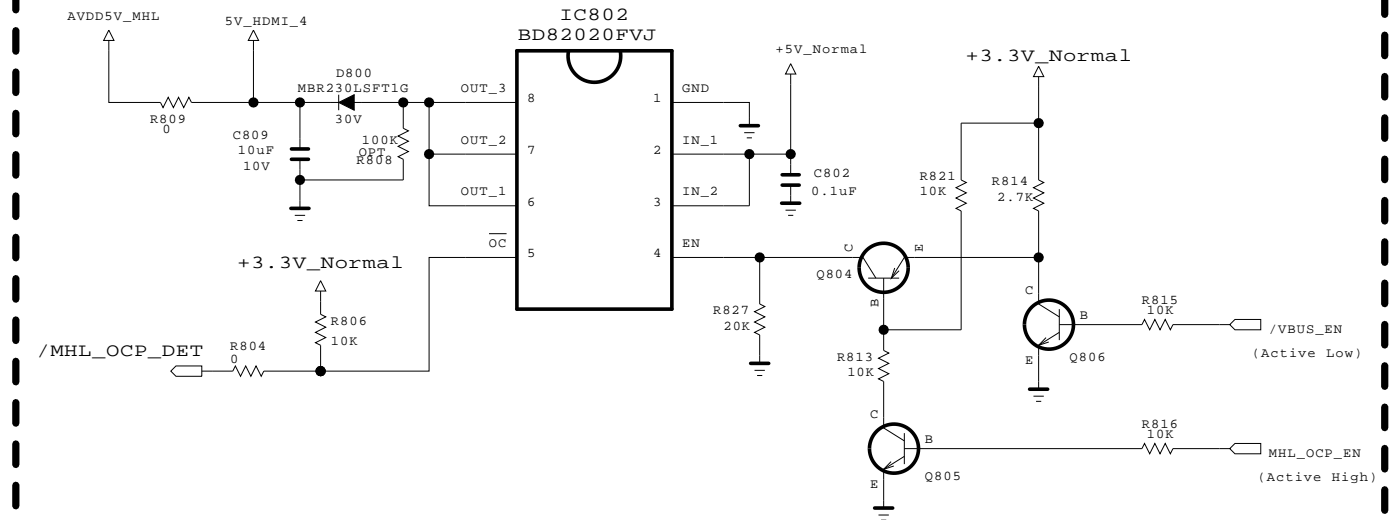 AVDD5V_MHL
5V_HDMI_4
IC802
BD82020FVJ
+5V_Normal
+3.3V_Normal
D800
MBR230LSFT1G
30V
R809
0
C809
10uF
10V
100K
OPT
R808
OUT_3
8
OUT_2
7
OUT_1
6
OC
5
1
GND
2
IN_1
3
IN_2
4
EN
C802
0.1uF
R821
10K
R814
2.7K
+3.3V_Normal
R806
10K
/MHL_OCP_DET
R804
0
R827
20K
C
E
B
Q804
R813
10K
C
B
E
Q806
R815
10K
/VBUS_EN
(Active Low)
C
B
E
Q805
R816
10K
MHL_OCP_EN
(Active High)